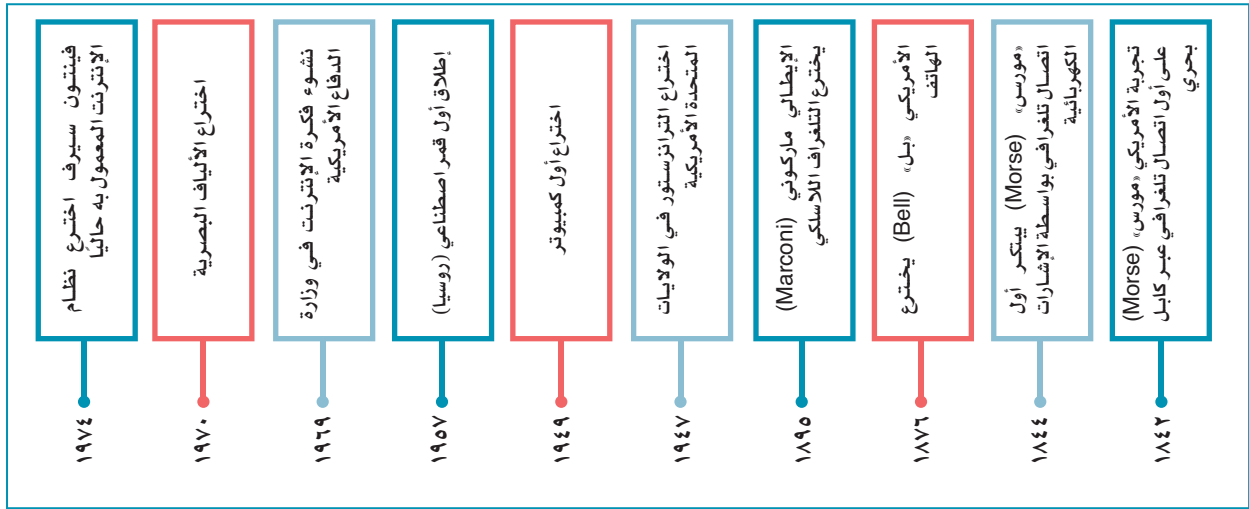 فينتون سيرف اخترع نظام
الإنترنت المعمول به حاليًا
١٩٧٤
اختراع الألياف البصرية
١٩٧٠
نشوء فكرة الإنترنت في وزارة
الدفاع الأمريكية
١٩٦٩
إطلاق أول قمر اصطناعي (روسيا)
١٩٥٧
اختراع أول كمبيوتر
١٩٤٩
اختراع الترانزستور في الولايات
المتحدة الأمريكية
١٩٤٧
الإيطالي ماركوني (Marconi)
يخترع التلغراف اللاسلكي
١٨٩٥
الأمريكي «بل» (Bell) يخترع
الهاتف
١٨٧٦
«مورس» (Morse) يبتكر أول
اتصال تلغرافي بواسطة الإشارات
الكهربائية
١٨٤٤
تجربة الأمريكي «مورس» (Morse)
على أول اتصال تلغرافي عبر كابل
بحري
١٨٤٢